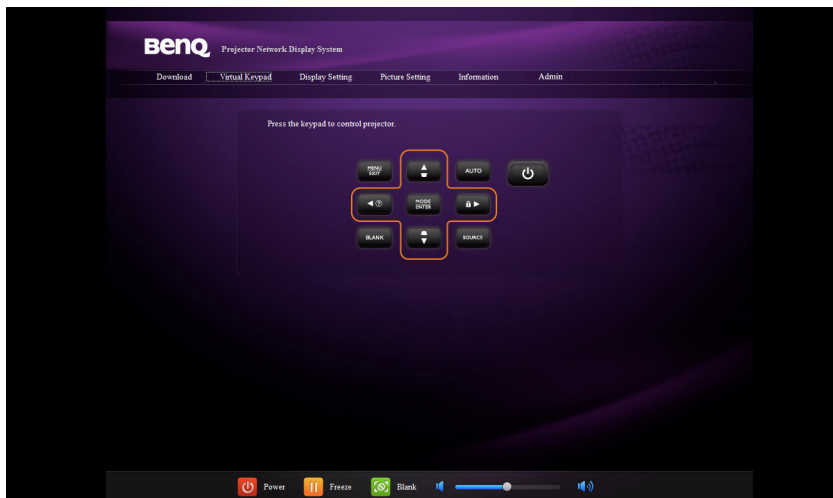 BenQ Projector Network Display System
Download Virtual Keypad Display Setting Picture Setting Information Admin
Press the keypad to control projector.
MENU
EXIT
AUTO
MODE
ENTER
BLANK
SOURCE
Power Freeze Blank